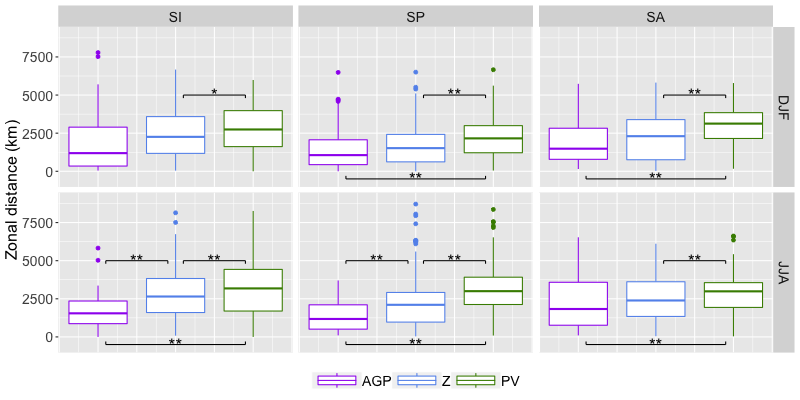 SI SP SA
Zonal distance (km)
7500
5000
2500
0
* ** **
** **
DJF
7500
5000
2500
0
** ** ** ** **
** ** **
JJA
AGP Z PV